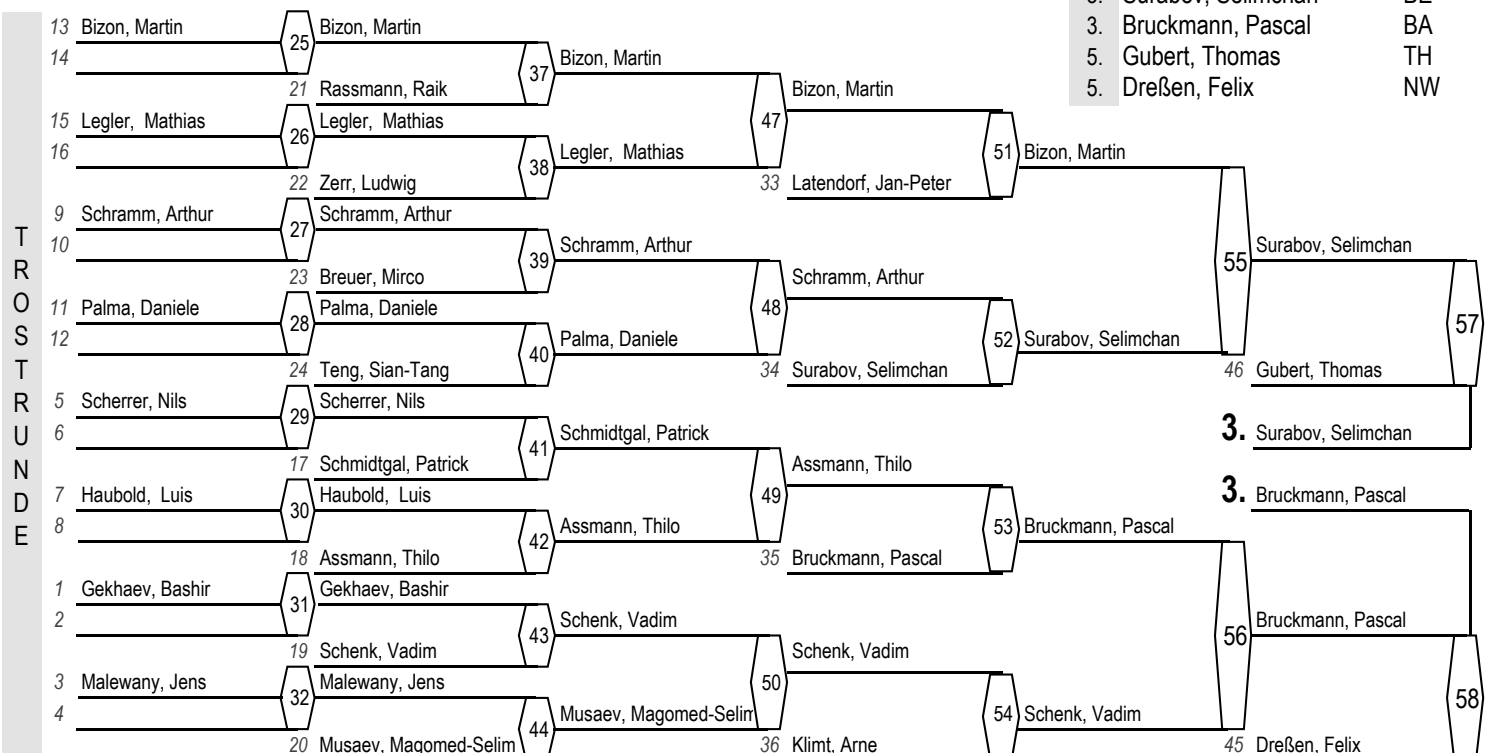 3. Surabov, Selimchan BE
3. Bruckmann, Pascal BA
5. Gubert, Thomas TH
5. Dreßen, Felix NW
TROSTRUNDE
13 Bizon, Martin
14
25
Bizon, Martin
21 Rassmann, Raik
37
Bizon, Martin
15 Legler, Mathias
16
26
Legler, Mathias
22 Zerr, Ludwig
38
Legler, Mathias
47
Bizon, Martin
33 Latendorf, Jan-Peter
51
Bizon, Martin
9 Schramm, Arthur
10
27
Schramm, Arthur
23 Breuer, Mirco
39
Schramm, Arthur
11 Palma, Daniele
12
28
Palma, Daniele
24 Teng, Sian-Tang
40
Palma, Daniele
48
Schramm, Arthur
34 Surabov, Selimchan
52
Surabov, Selimchan
55
Surabov, Selimchan
46 Gubert, Thomas
57
3. Surabov, Selimchan
5 Scherrer, Nils
6
29
Scherrer, Nils
17 Schmidtgal, Patrick
41
Schmidtgal, Patrick
7 Haubold, Luis
8
30
Haubold, Luis
18 Assmann, Thilo
42
Assmann, Thilo
49
Assmann, Thilo
35 Bruckmann, Pascal
53
Bruckmann, Pascal
3. Bruckmann, Pascal
1 Gekhaev, Bashir
2
31
Gekhaev, Bashir
19 Schenk, Vadim
43
Schenk, Vadim
3 Malewany, Jens
4
32
Malewany, Jens
20 Musaev, Magomed-Selim
44
Musaev, Magomed-Selim
50
Schenk, Vadim
36 Klimt, Arne
54
Schenk, Vadim
56
Bruckmann, Pascal
45 Dreßen, Felix
58